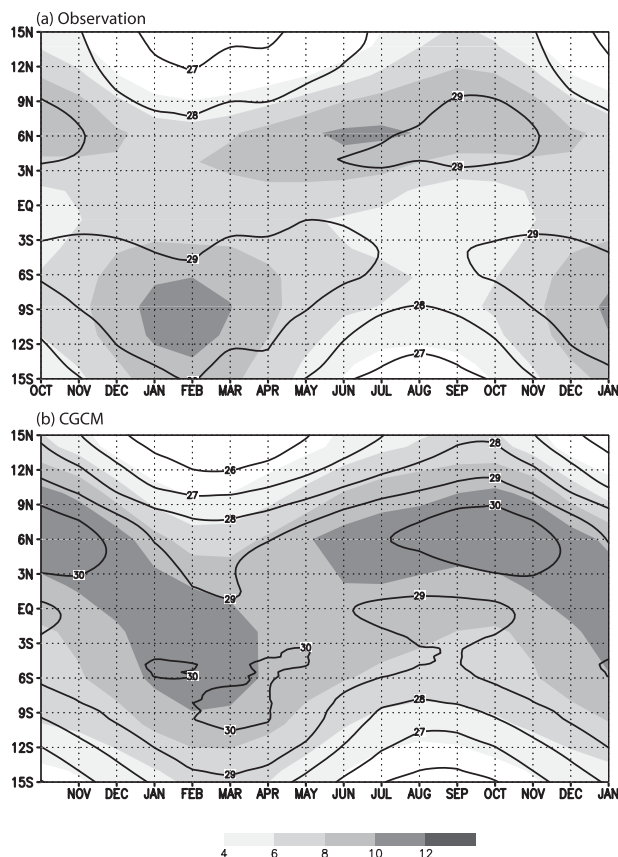 (a) Observation
15N
27
12N
9N
29
28
6N
3N
29
EQ
3S
29
29
6S
9S
28
12S
27
15S
OCT NOV DEC JAN FEB MAR APR MAY JUN JUL AUG SEP OCT NOV DEC JAN
(b) CGCM
15N
28
12N
26
29
9N
27
30
28
6N
3N
30
29
29
EQ
3S
30
6S
30
28
9S
30
27
12S
29
15S
NOV DEC JAN FEB MAR APR MAY JUN JUL AUG SEP OCT NOV DEC JAN
4 6 8 10 12